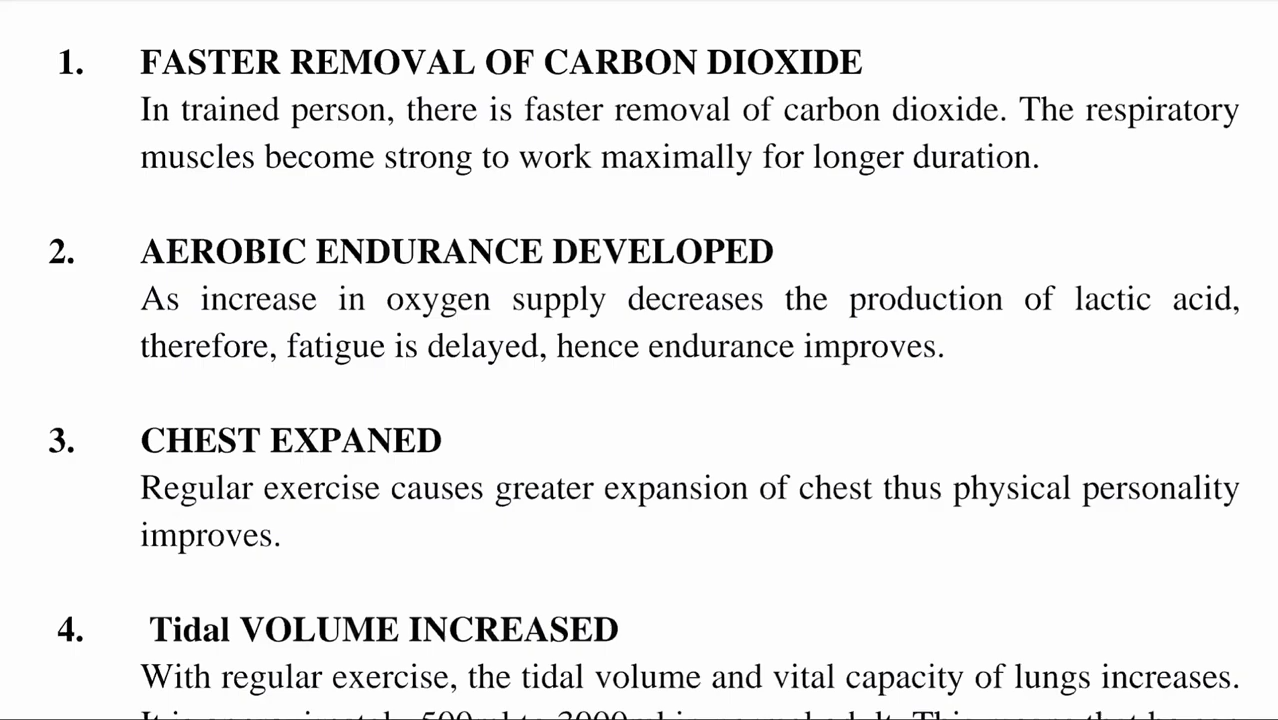 1. FASTER REMOVAL OF CARBON DIOXIDE
In trained person, there is faster removal of carbon dioxide. The respiratory
muscles become strong to work maximally for longer duration.
2. AEROBIC ENDURANCE DEVELOPED
As increase in oxygen supply decreases the production of lactic acid,
therefore, fatigue is delayed, hence endurance improves.
3. CHEST EXPANED
Regular exercise causes greater expansion of chest thus physical personality
improves.
4. Tidal VOLUME INCREASED
With regular exercise, the tidal volume and vital capacity of lungs increases.